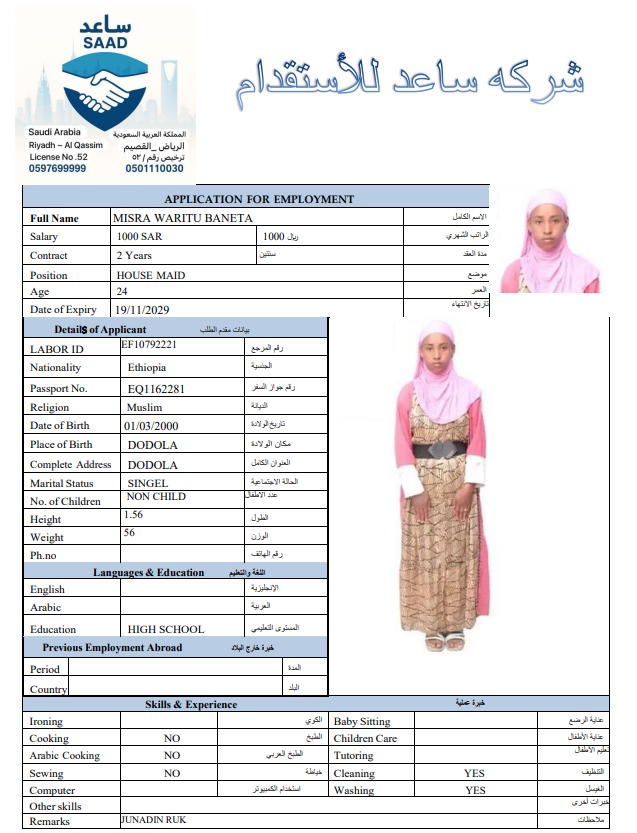 ساعد
SAAD
Saudi Arabia
المملكة العربية السعودية
Riyadh – Al Qassim
الرياض _القصيم
License No .52
ترخيص رقم / ٥٢
0597699999
0501110030
شركه ساعد للأستقدام
APPLICATION FOR EMPLOYMENT
Full Name MISRA WARITU BANETA الاسم الكامل
Salary 1000 SAR 1000 ريال الراتب الشهري
Contract 2 Years سنتين مدة العقد
Position HOUSE MAID موضع
Age 24 العمر
Date of Expiry 19/11/2029 تاريخ الانتهاء
Details of Applicant بيانات مقدم الطلب
LABOR ID EF10792221 رقم المرجع
Nationality Ethiopia الجنسية
Passport No. EQ1162281 رقم جواز السفر
Religion Muslim الديانة
Date of Birth 01/03/2000 تاريخ الولادة
Place of Birth DODOLA مكان الولادة
Complete Address DODOLA العنوان الكامل
Marital Status SINGEL الحالة الاجتماعية
No. of Children NON CHILD عدد الاطفال
Height 1.56 الطول
Weight 56 الوزن
Ph.no رقم الهاتف
Languages & Education اللغة والتعليم
English الإنجليزية
Arabic العربية
Education HIGH SCHOOL المستوى التعليمي
Previous Employment Abroad خبرة خارج البلاد
Period المدة
Country البلد
Skills & Experience خبرة عملية
Ironing الكوي Baby Sitting عناية الرضع
Cooking NO الطبخ Children Care عناية الأطفال
Arabic Cooking NO الطبخ العربي Tutoring تعليم الأطفال
Sewing NO خياطة Cleaning YES التنظيف
Computer استخدام الكمبيوتر Washing YES الغسيل
Other skills خبرات أخرى
Remarks JUNADIN RUK ملاحظات